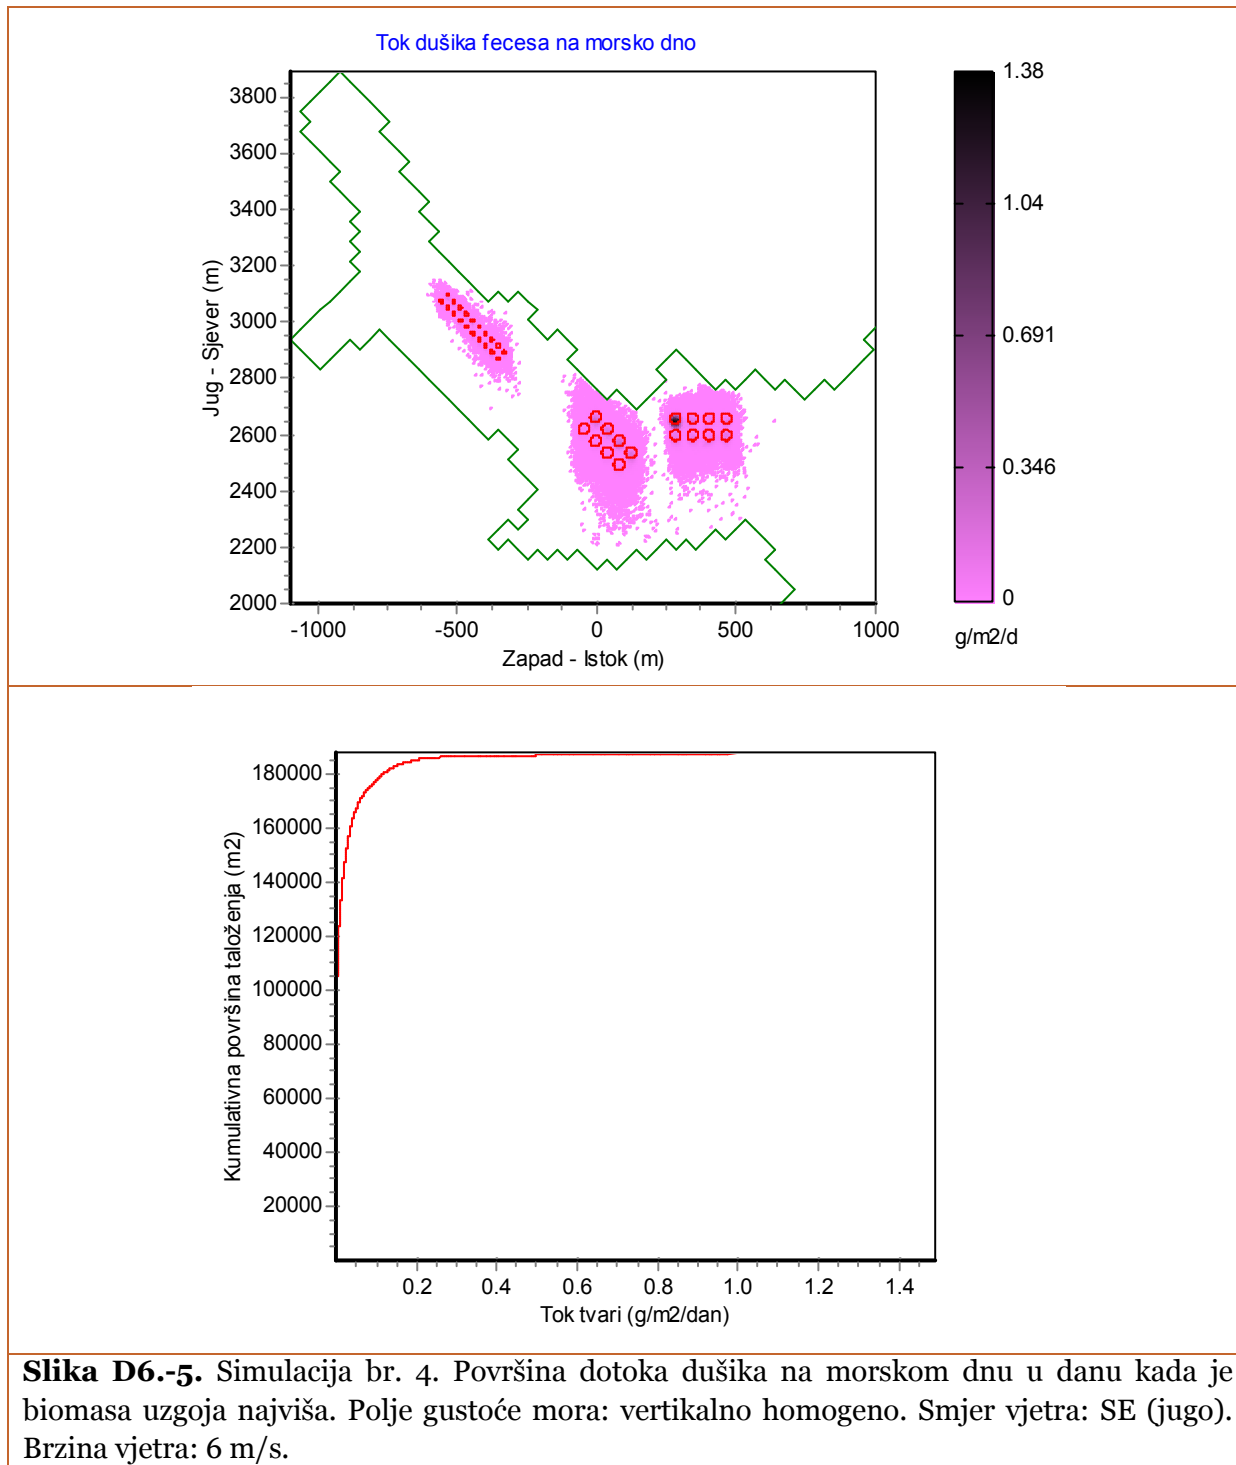 Tok dušika fecesa na morsko dno
3800
3600
3400
3200
3000
2800
2600
2400
2200
2000
Jug - Sjever (m)
-1000 -500 0 500 1000
Zapad - Istok (m)
1.38
1.04
0.691
0.346
0
g/m2/d
180000
160000
140000
120000
100000
80000
60000
40000
20000
Kumulativna površina taloženja (m2)
0.2 0.4 0.6 0.8 1.0 1.2 1.4
Tok tvari (g/m2/dan)
Slika D6.-5. Simulacija br. 4. Površina dotoka dušika na morskom dnu u danu kada je
biomasa uzgoja najviša. Polje gustoće mora: vertikalno homogeno. Smjer vjetra: SE (jugo).
Brzina vjetra: 6 m/s.